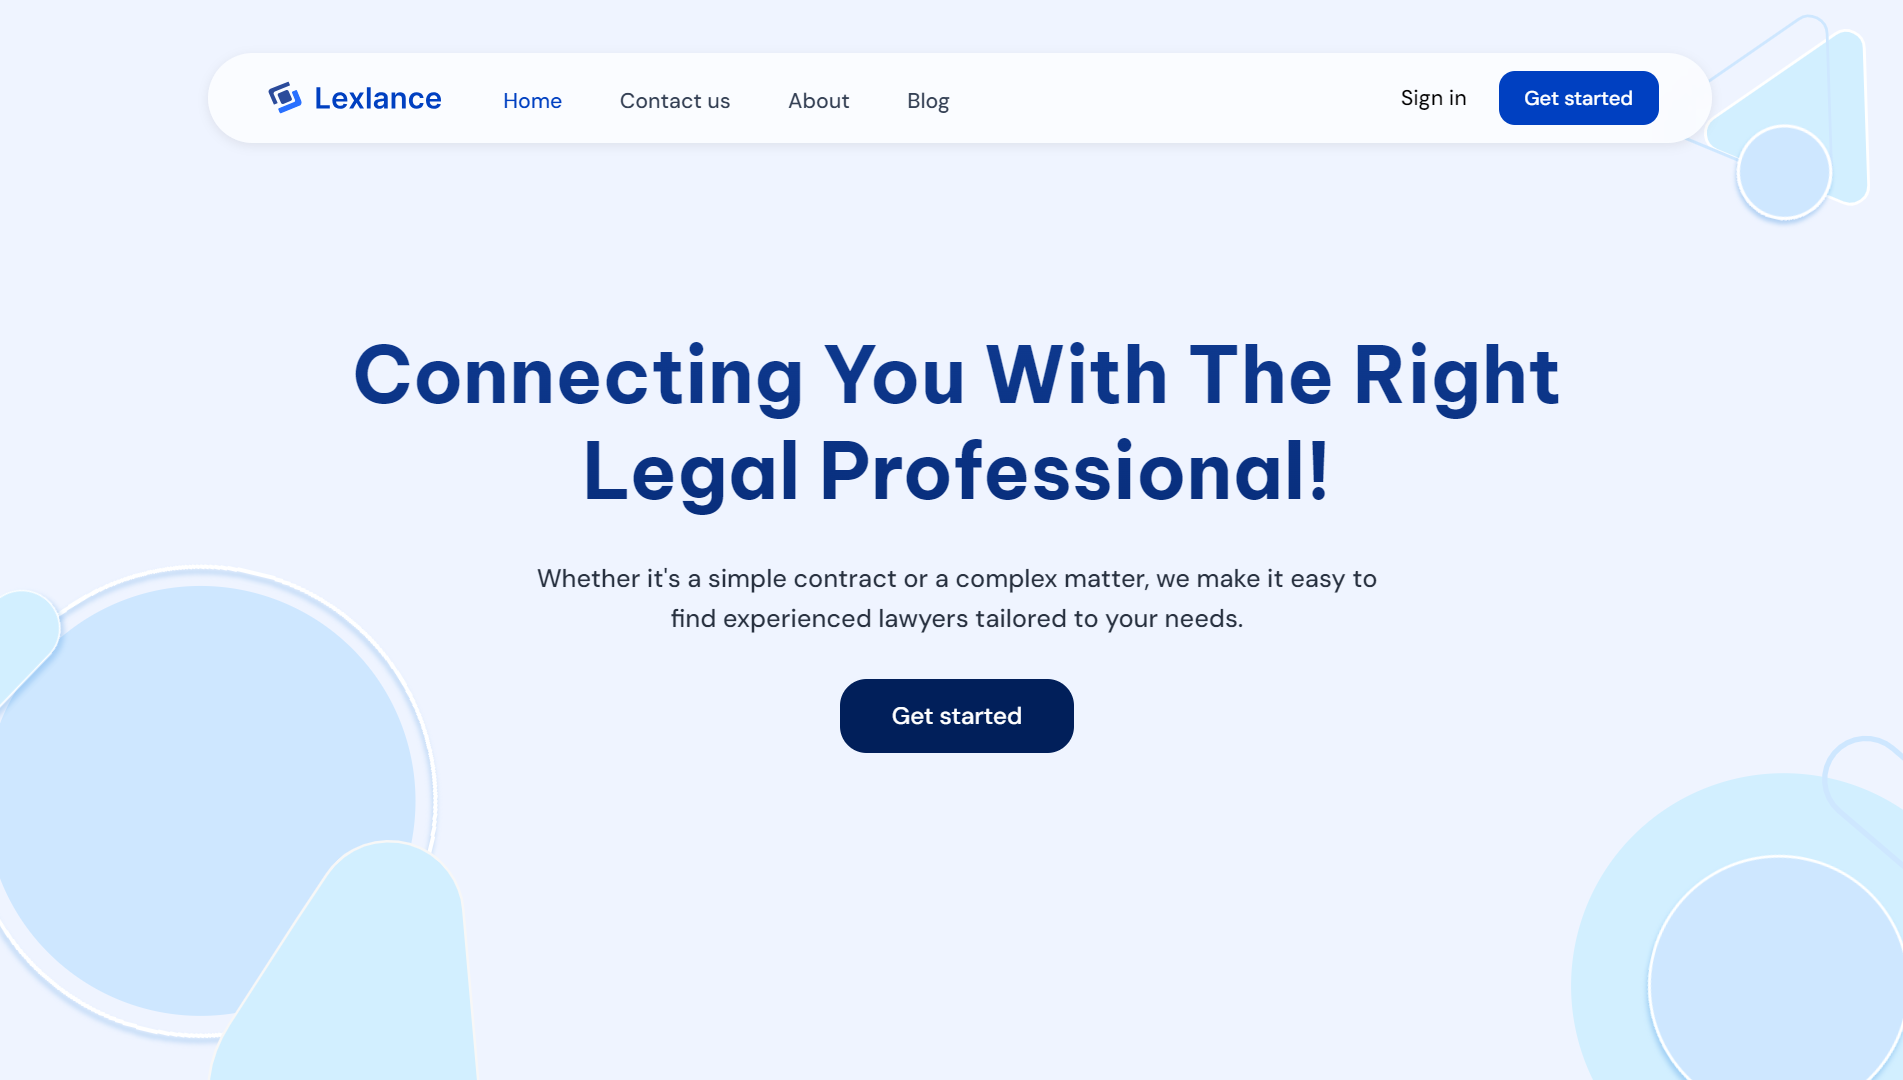 Lexlance Home Contact us About Blog Sign in Get started
Connecting You With The Right
Legal Professional!
Whether it's a simple contract or a complex matter, we make it easy to
find experienced lawyers tailored to your needs.
Get started